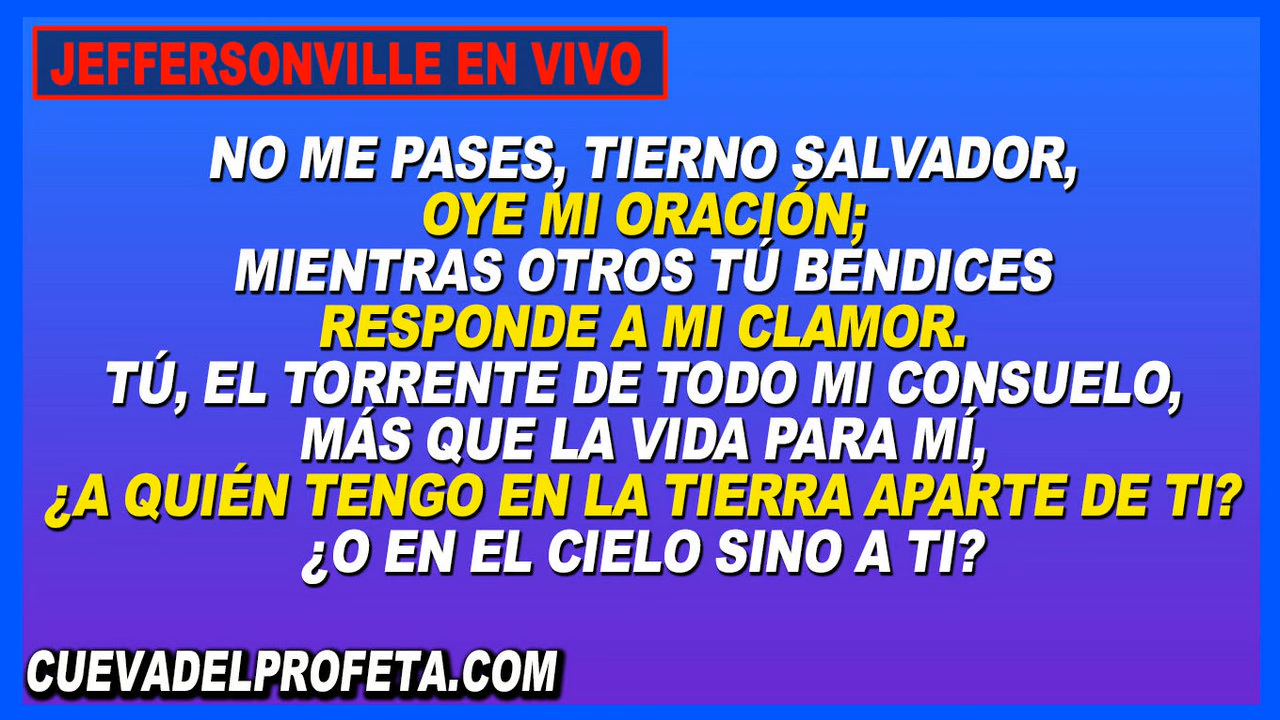 JEFFERSONVILLE EN VIVO
NO ME PASES, TIERNO SALVADOR,
OYE MI ORACIÓN;
MIENTRAS OTROS TÚ BENDICES
RESPONDE A MI CLAMOR.
TÚ, EL TORRENTE DE TODO MI CONSUELO,
MÁS QUE LA VIDA PARA MÍ,
¿A QUIÉN TENGO EN LA TIERRA APARTE DE TI?
¿O EN EL CIELO SINO A TI?
CUEVADELPROFETA.COM